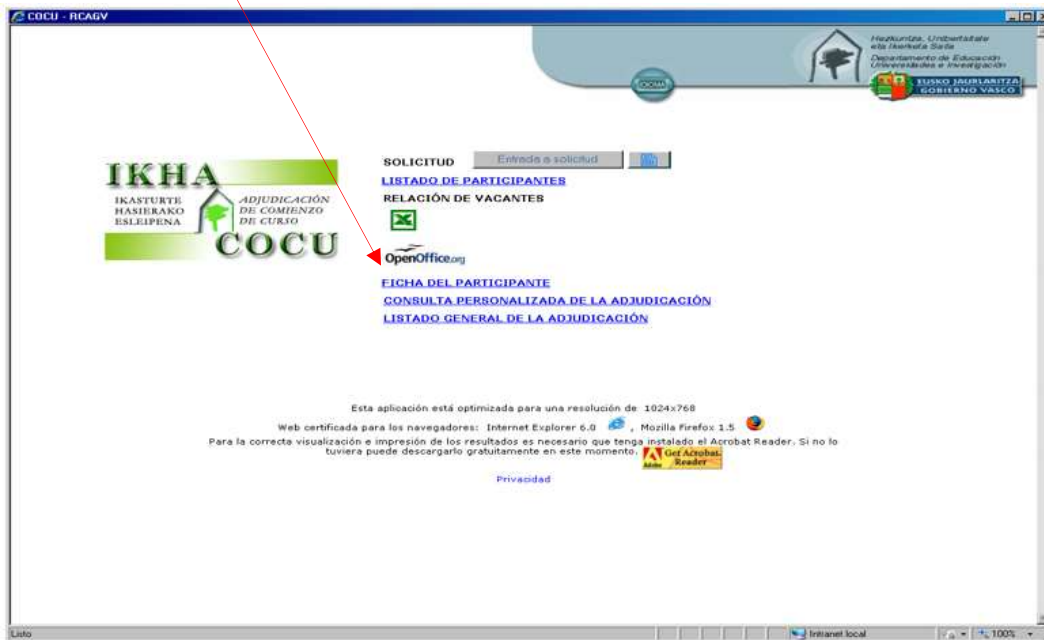 COCU - RCAGV
Hezkuntza, Unibertsitate
eta Ikerketa Saila
Departamento de Educación
Universidades e Investigación
IDIOMA
EUSKO JAURLARITZA
GOBIERNO VASCO
IKHA
IKASTURTE
HASIERAKO
ESLEIPENA
ADJUDICACIÓN
DE COMIENZO
DE CURSO
COCU
SOLICITUD Entrada a solicitud
LISTADO DE PARTICIPANTES
RELACIÓN DE VACANTES
OpenOffice.org
FICHA DEL PARTICIPANTE
CONSULTA PERSONALIZADA DE LA ADJUDICACIÓN
LISTADO GENERAL DE LA ADJUDICACIÓN
Esta aplicación está optimizada para una resolución de 1024x768
Web certificada para los navegadores: Internet Explorer 6.0 , Mozilla Firefox 1.5
Para la correcta visualización e impresión de los resultados es necesario que tenga instalado el Acrobat Reader. Si no lo
tuviera puede descargarlo gratuitamente en este momento. Get Acrobat Reader
Adobe
Privacidad
Listo
Intranet local
100%